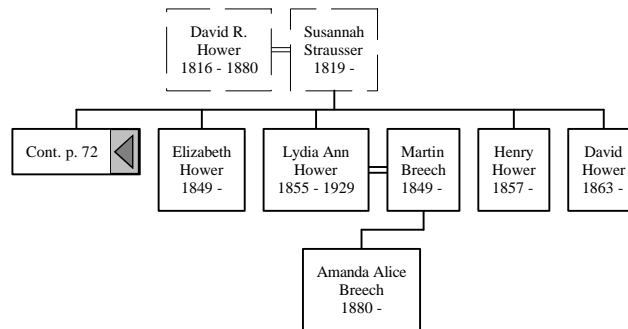 David R.
Hower
1816 - 1880
Susannah
Strausser
1819 -
Cont. p. 72
Elizabeth
Hower
1849 -
Lydia Ann
Hower
1855 - 1929
Martin
Breech
1849 -
Henry
Hower
1857 -
David
Hower
1863 -
Amanda Alice
Breech
1880 -